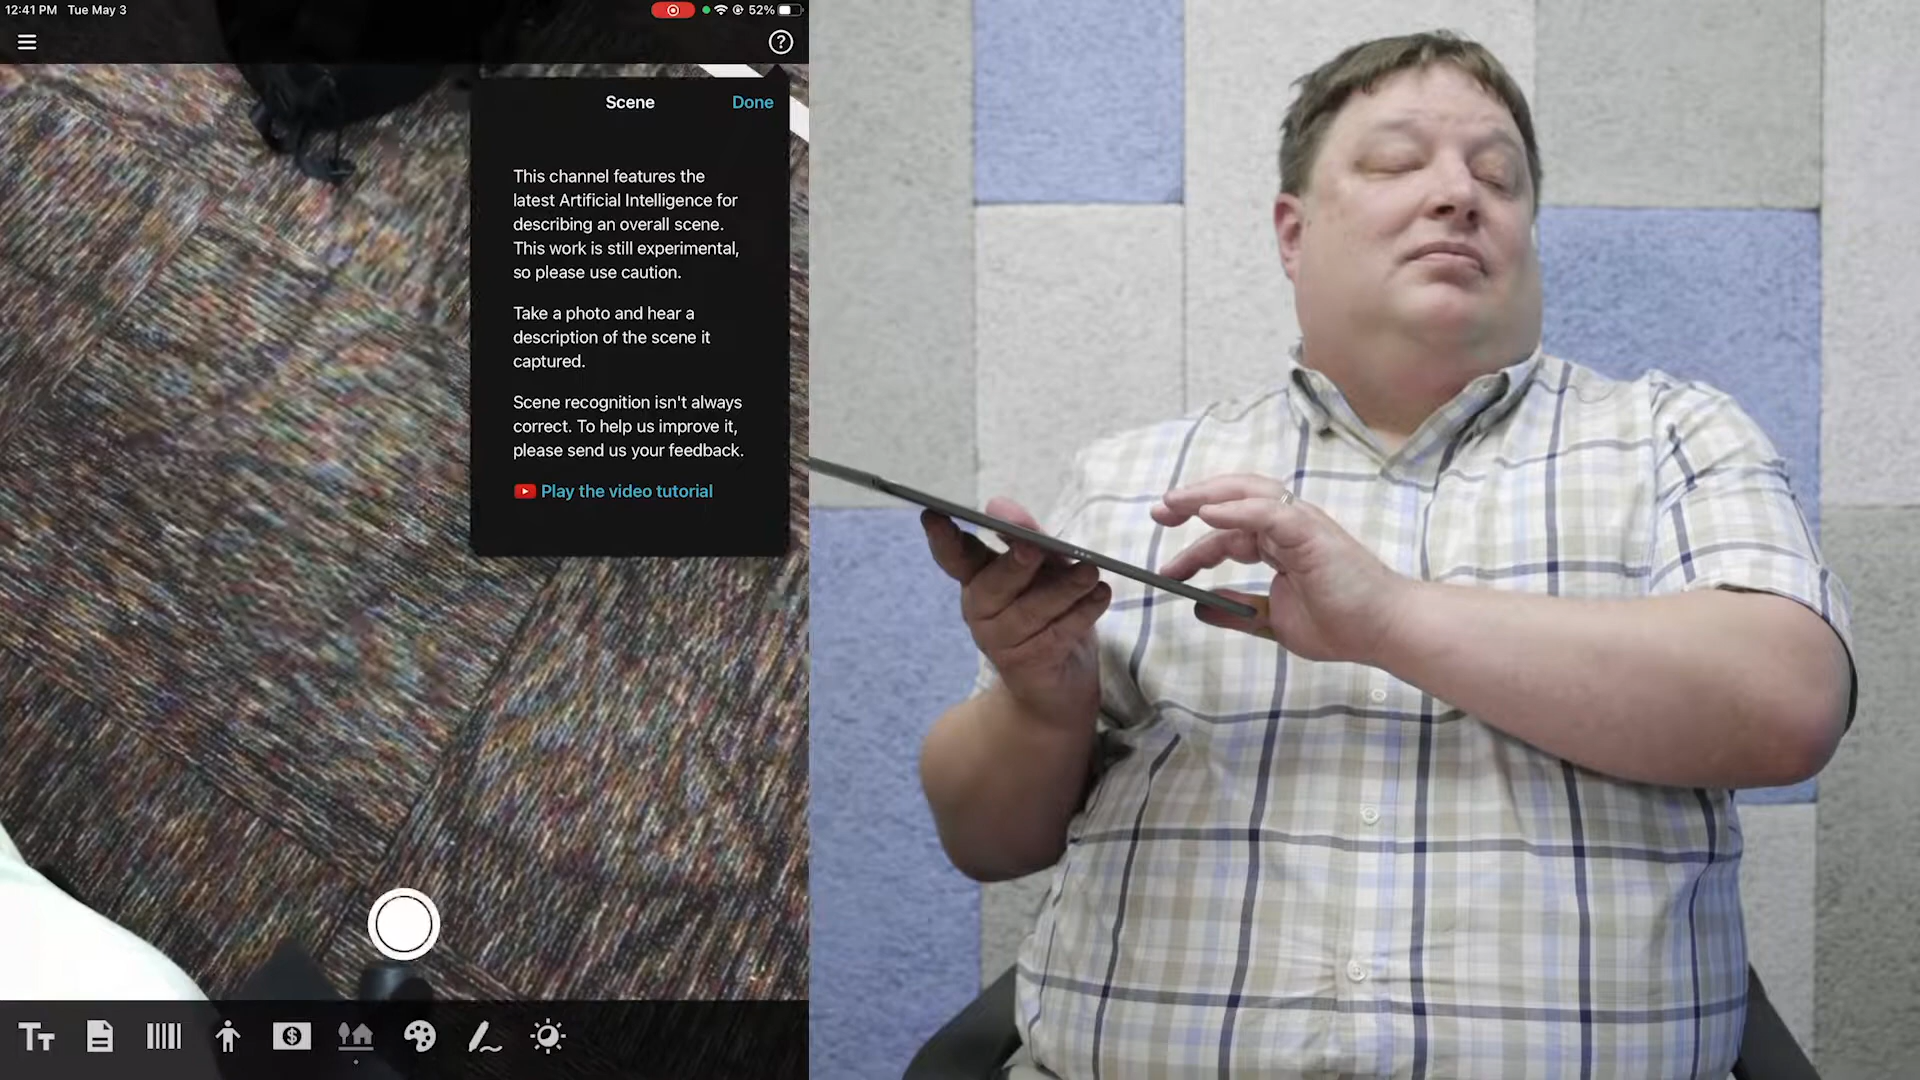 12:41 PM Tue May 3
52%
Scene
Done
This channel features the
latest Artificial Intelligence for
describing an overall scene.
This work is still experimental,
so please use caution.
Take a photo and hear a
description of the scene it
captured.
Scene recognition isn't always
correct. To help us improve it,
please send us your feedback.
Play the video tutorial